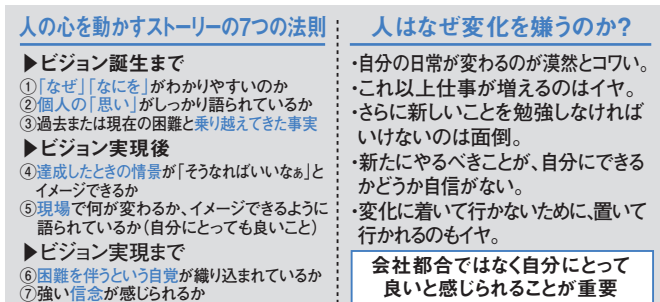 人の心を動かすストーリーの7つの法則
▶ビジョン誕生まで
①「なぜ」「なにを」がわかりやすいのか
②個人の「思い」がしっかり語られているか
③過去または現在の困難と乗り越えてきた事実
▶ビジョン実現後
④達成したときの情景が「そうなればいいなぁ」と
イメージできるか
⑤現場で何が変わるか、イメージできるように
語られているか（自分にとっても良いこと）
▶ビジョン実現まで
⑥困難を伴うという自覚が織り込まれているか
⑦強い信念が感じられるか
人はなぜ変化を嫌うのか?
・自分の日常が変わるのが漠然とコワい。
・これ以上仕事が増えるのはイヤ。
・さらに新しいことを勉強しなければ
いけないのは面倒。
・新たにやるべきことが、自分にできる
かどうか自信がない。
・変化に着いて行かないために、置いて
行かれるのもイヤ。
会社都合ではなく自分にとって
良いと感じられることが重要